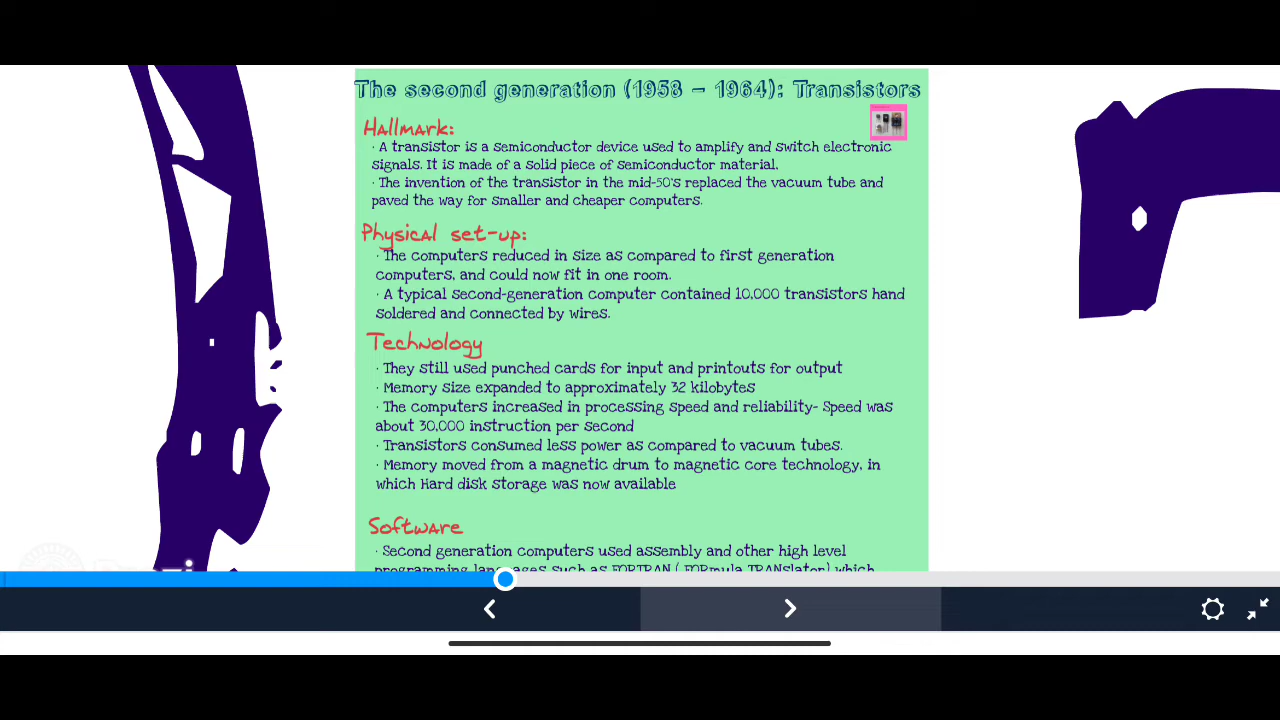 The second generation (1958 – 1964): Transistors
Hallmark:
· A transistor is a semiconductor device used to amplify and switch electronic
signals. It is made of a solid piece of semiconductor material.
· The invention of the transistor in the mid-50's replaced the vacuum tube and
paved the way for smaller and cheaper computers.
Physical set-up:
· The computers reduced in size as compared to first generation
computers, and could now fit in one room.
· A typical second-generation computer contained 10,000 transistors hand
soldered and connected by wires.
Technology
· They still used punched cards for input and printouts for output
· Memory size expanded to approximately 32 kilobytes
· The computers increased in processing speed and reliability- Speed was
about 30,000 instruction per second
· Transistors consumed less power as compared to vacuum tubes.
· Memory moved from a magnetic drum to magnetic core technology, in
which Hard disk storage was now available
Software
· Second generation computers used assembly and other high level
programming languages such as FORTRAN ( FORmula TRANslator) which